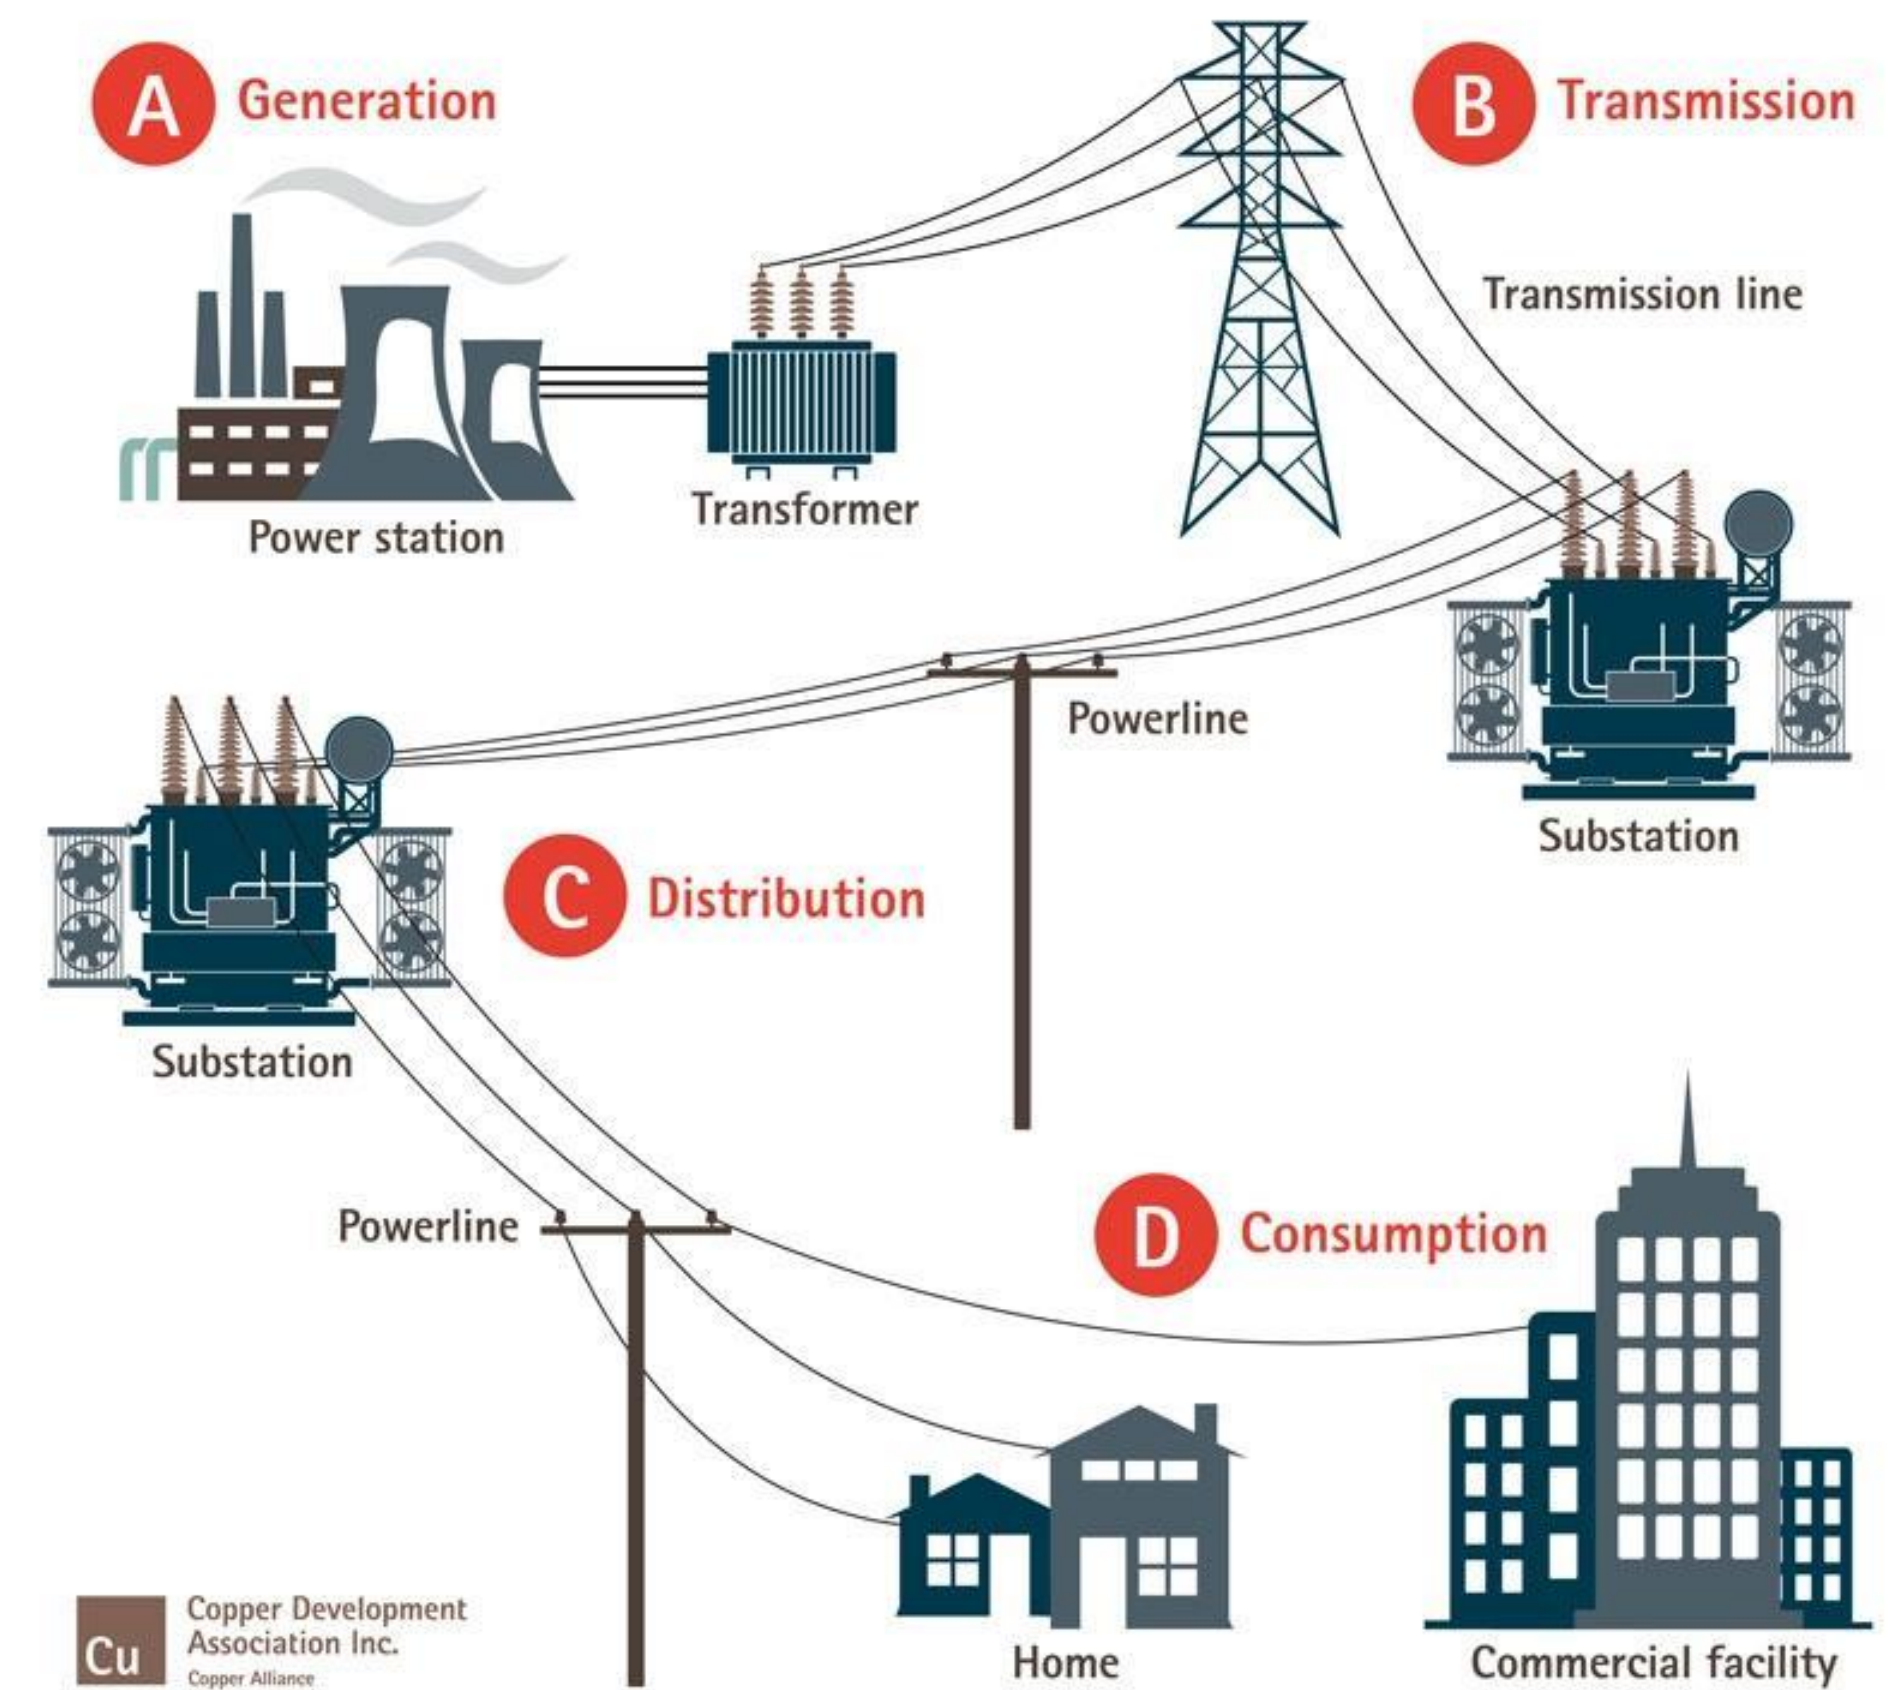 A Generation
B Transmission
Transmission line
Power station
Transformer
Powerline
Substation
C Distribution
Substation
Powerline
D Consumption
Cu
Copper Development
Association Inc.
Copper Alliance
Home
Commercial facility